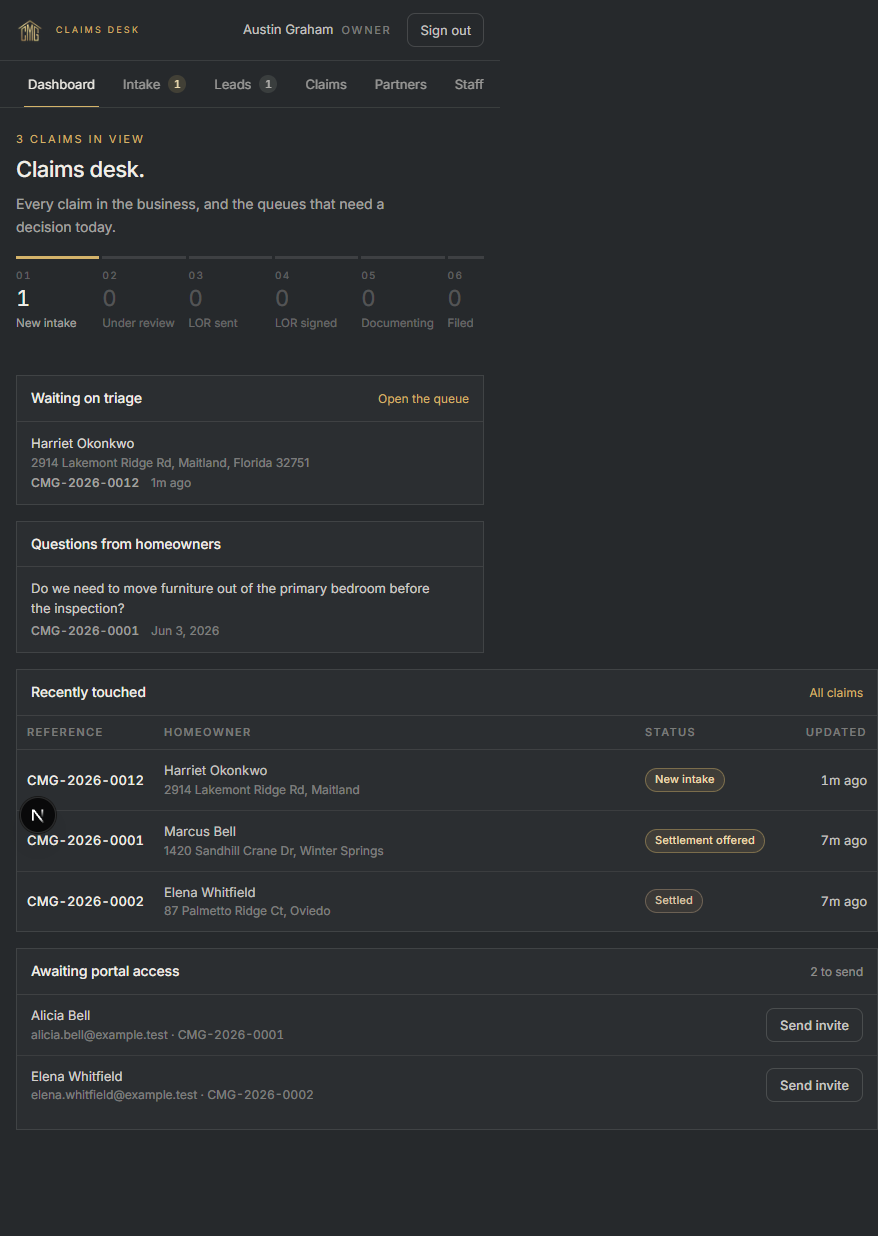 CMG
CLAIMS DESK
Austin Graham OWNER
Sign out
Dashboard
Intake 1
Leads 1
Claims
Partners
Staff
3 CLAIMS IN VIEW
Claims desk.
Every claim in the business, and the queues that need a
decision today.
01
1
New intake
02
0
Under review
03
0
LOR sent
04
0
LOR signed
05
0
Documenting
06
0
Filed
Waiting on triage
Open the queue
Harriet Okonkwo
2914 Lakemont Ridge Rd, Maitland, Florida 32751
CMG-2026-0012 1m ago
Questions from homeowners
Do we need to move furniture out of the primary bedroom before
the inspection?
CMG-2026-0001 Jun 3, 2026
Recently touched
All claims
REFERENCE HOMEOWNER STATUS UPDATED
CMG-2026-0012
Harriet Okonkwo
2914 Lakemont Ridge Rd, Maitland
New intake
1m ago
N
CMG-2026-0001
Marcus Bell
1420 Sandhill Crane Dr, Winter Springs
Settlement offered
7m ago
CMG-2026-0002
Elena Whitfield
87 Palmetto Ridge Ct, Oviedo
Settled
7m ago
Awaiting portal access
2 to send
Alicia Bell
alicia.bell@example.test · CMG-2026-0001
Send invite
Elena Whitfield
elena.whitfield@example.test · CMG-2026-0002
Send invite